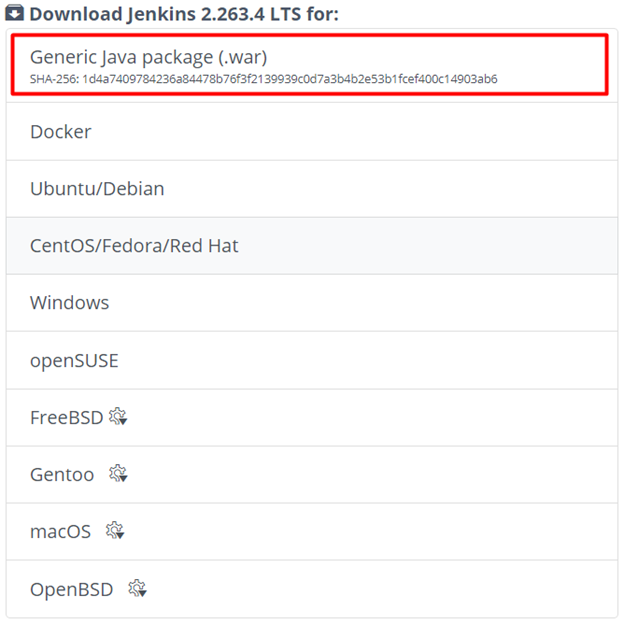 Download Jenkins 2.263.4 LTS for:
Generic Java package (.war)
SHA-256: 1d4a7409784236a84478b76f3f2139939c0d7a3b4b2e53b1fcef400c14903ab6
Docker
Ubuntu/Debian
CentOS/Fedora/Red Hat
Windows
openSUSE
FreeBSD
Gentoo
macOS
OpenBSD